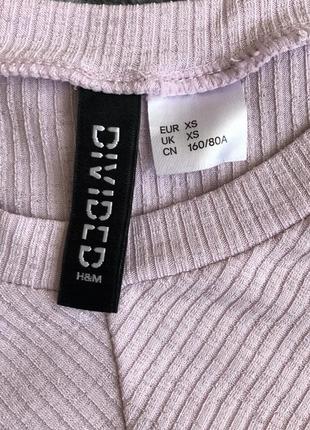 DIVIDED
H&M
EUR XS
UK XS
CN 160/80A